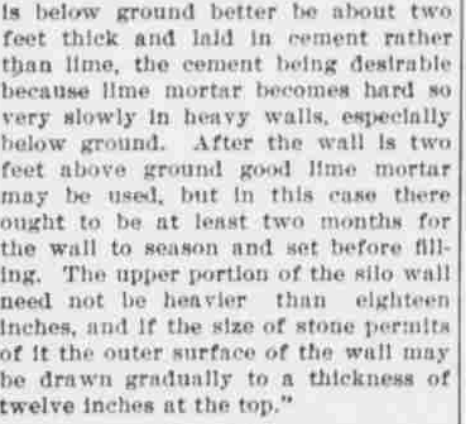 is below ground better be about two
feet thick and laid in cement rather
than lime, the cement being desirable
because lime mortar becomes hard so
very slowly in heavy walls, especially
below ground. After the wall is two
feet above ground good lime mortar
may be used, but in this case there
ought to be at least two months for
the wall to season and set before fill-
ing. The upper portion of the silo wall
need not be heavier than eighteen
inches, and if the size of stone permits
of it the outer surface of the wall may
be drawn gradually to a thickness of
twelve inches at the top."